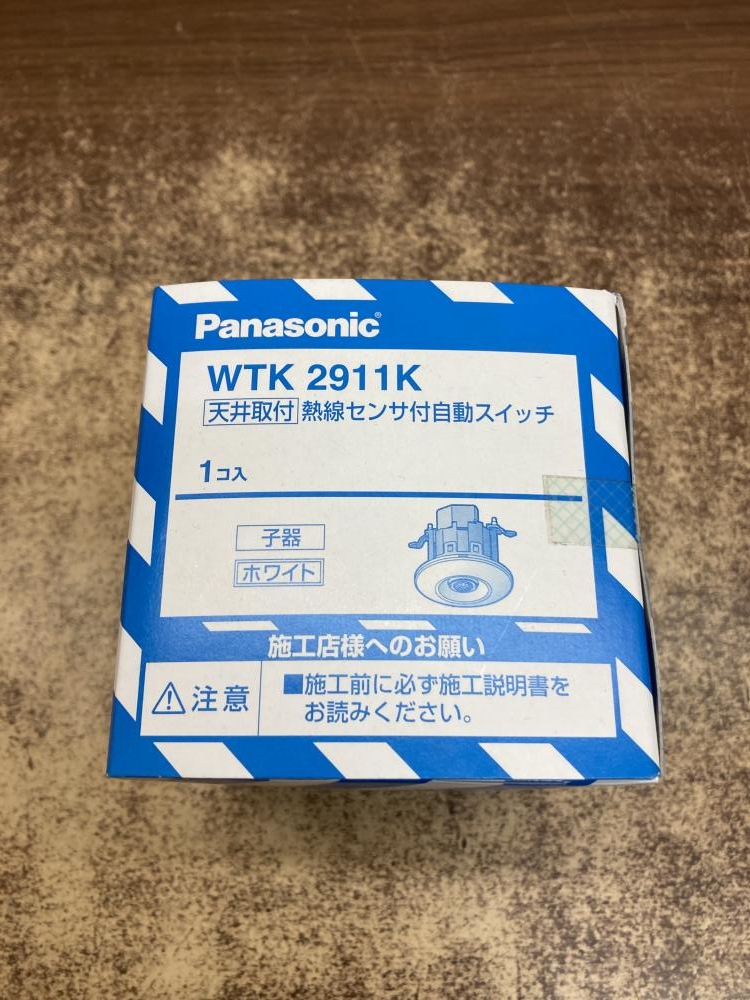 Panasonic®
WTK 2911K
天井取付 熱線センサ付自動スイッチ
1コ入
子器
ホワイト
施工店様へのお願い
注意
■施工前に必ず施工説明書を
お読みください。